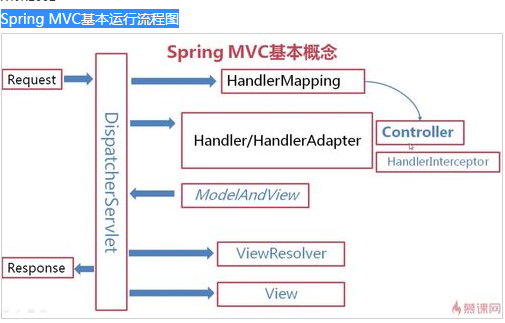 Spring MVC基本运行流程图
Spring MVC基本概念
Request
HandlerMapping
DispatcherServlet
Handler/HandlerAdapter
Controller
HandlerInterceptor
ModelAndView
ViewResolver
Response
View
慕课网